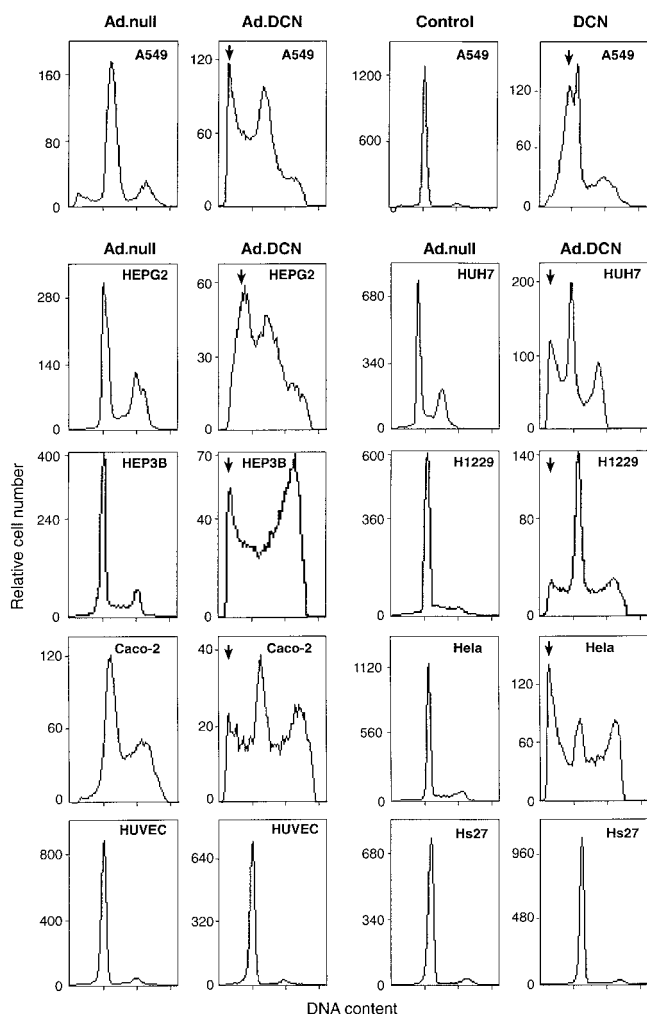 Ad.null Ad.DCN Control DCN
A549 A549 A549 A549
160 120 1200 120
80 60 600 60
0 0 0 0
Ad.null Ad.DCN Ad.null Ad.DCN
HEPG2 HEPG2 HUH7 HUH7
280 60 680 200
140 30 340 100
0 0 0 0
HEP3B HEP3B H1229 H1229
400 70 600 140
240 40 360 80
0 0 0 0
Caco-2 Caco-2 Hela Hela
120 40 1120 120
60 20 560 60
0 0 0 0
HUVEC HUVEC Hs27 Hs27
800 640 680 960
400 320 340 480
0 0 0 0
Relative cell number
DNA content